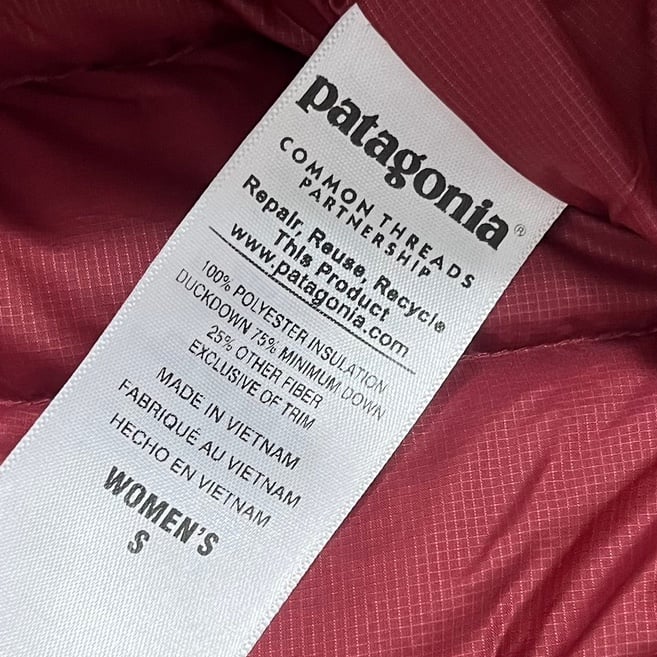 patagonia®
COMMON THREADS
PARTNERSHIP
Repair, Reuse, Recycle
This Product
www.patagonia.com
100% POLYESTER INSULATION
DUCKDOWN 75% MINIMUM DOWN
25% OTHER FIBER
EXCLUSIVE OF TRIM
MADE IN VIETNAM
FABRIQUÉ AU VIETNAM
HECHO EN VIETNAM
WOMEN'S
S